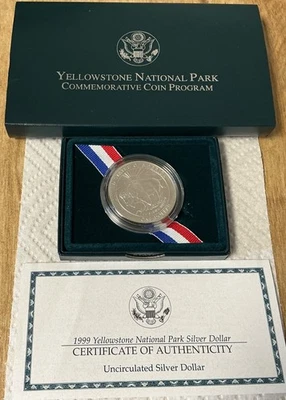 YELLOWSTONE NATIONAL PARK
COMMEMORATIVE COIN PROGRAM
1999 Yellowstone National Park Silver Dollar
CERTIFICATE OF AUTHENTICITY
Uncirculated Silver Dollar